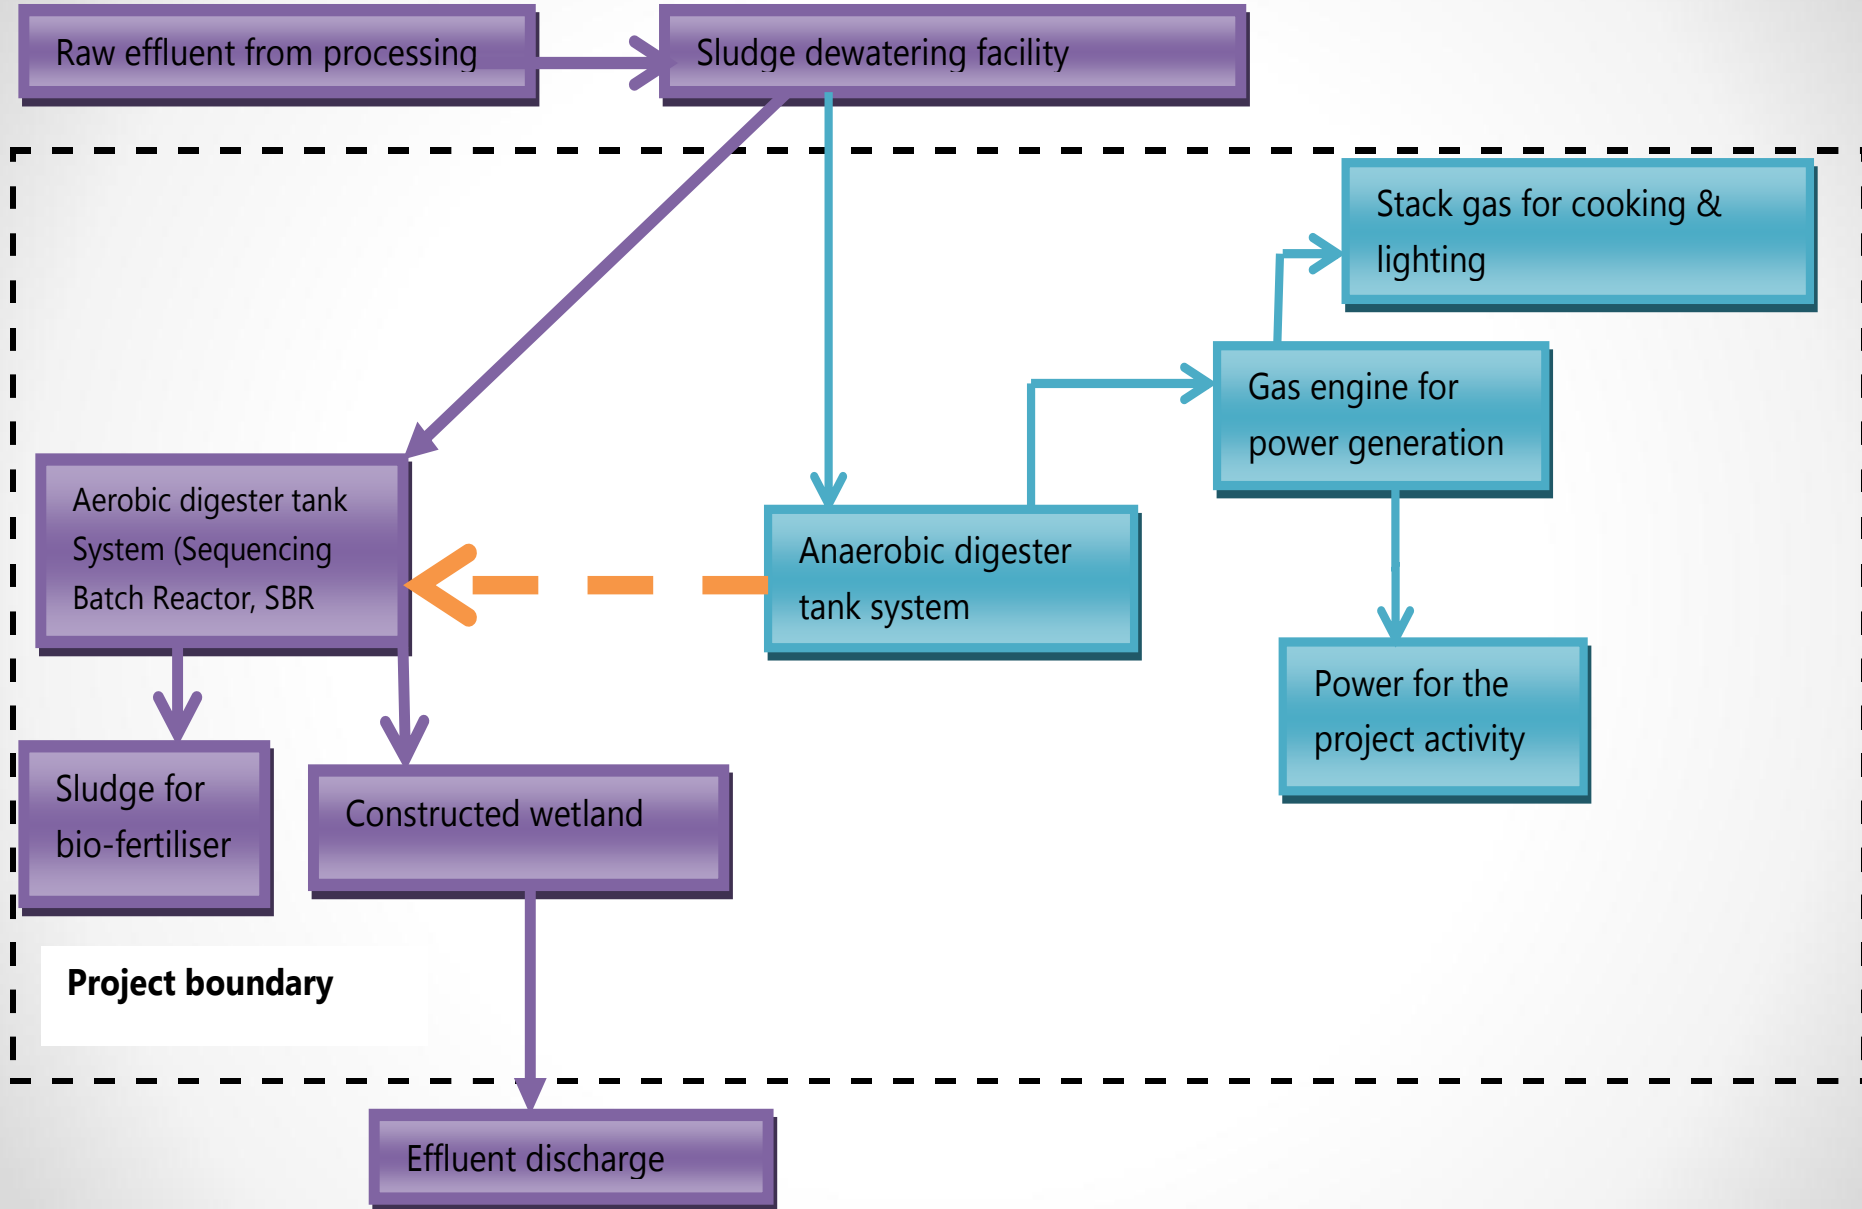 Raw effluent from processing
Sludge dewatering facility
Stack gas for cooking &
lighting
Gas engine for
power generation
Aerobic digester tank
System (Sequencing
Batch Reactor, SBR
Anaerobic digester
tank system
Power for the
project activity
Sludge for
bio-fertiliser
Constructed wetland
Project boundary
Effluent discharge